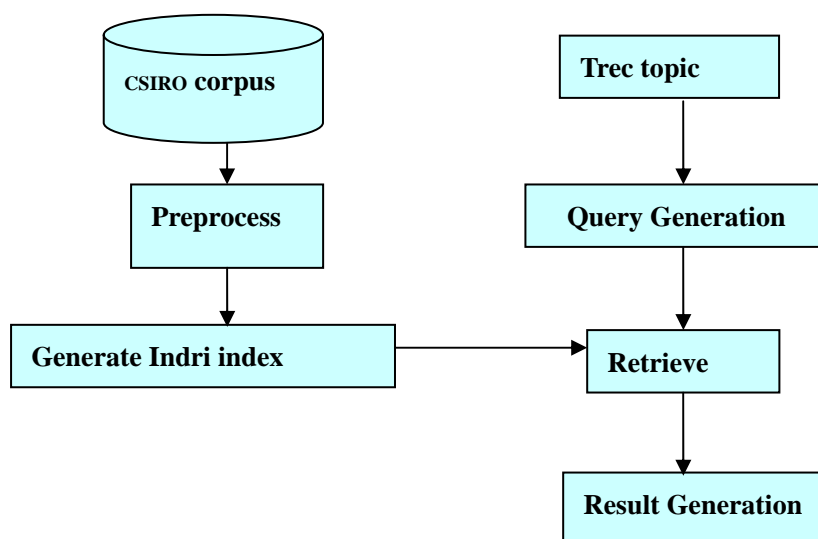 CSIRO corpus
Trec topic
Preprocess
Query Generation
Generate Indri index
Retrieve
Result Generation